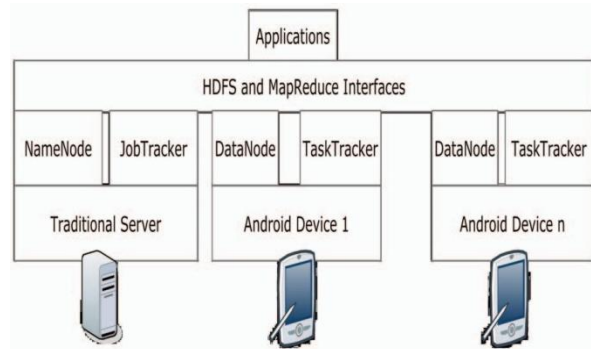 Applications
HDFS and MapReduce Interfaces
NameNode JobTracker DataNode TaskTracker DataNode TaskTracker
Traditional Server Android Device 1 Android Device n